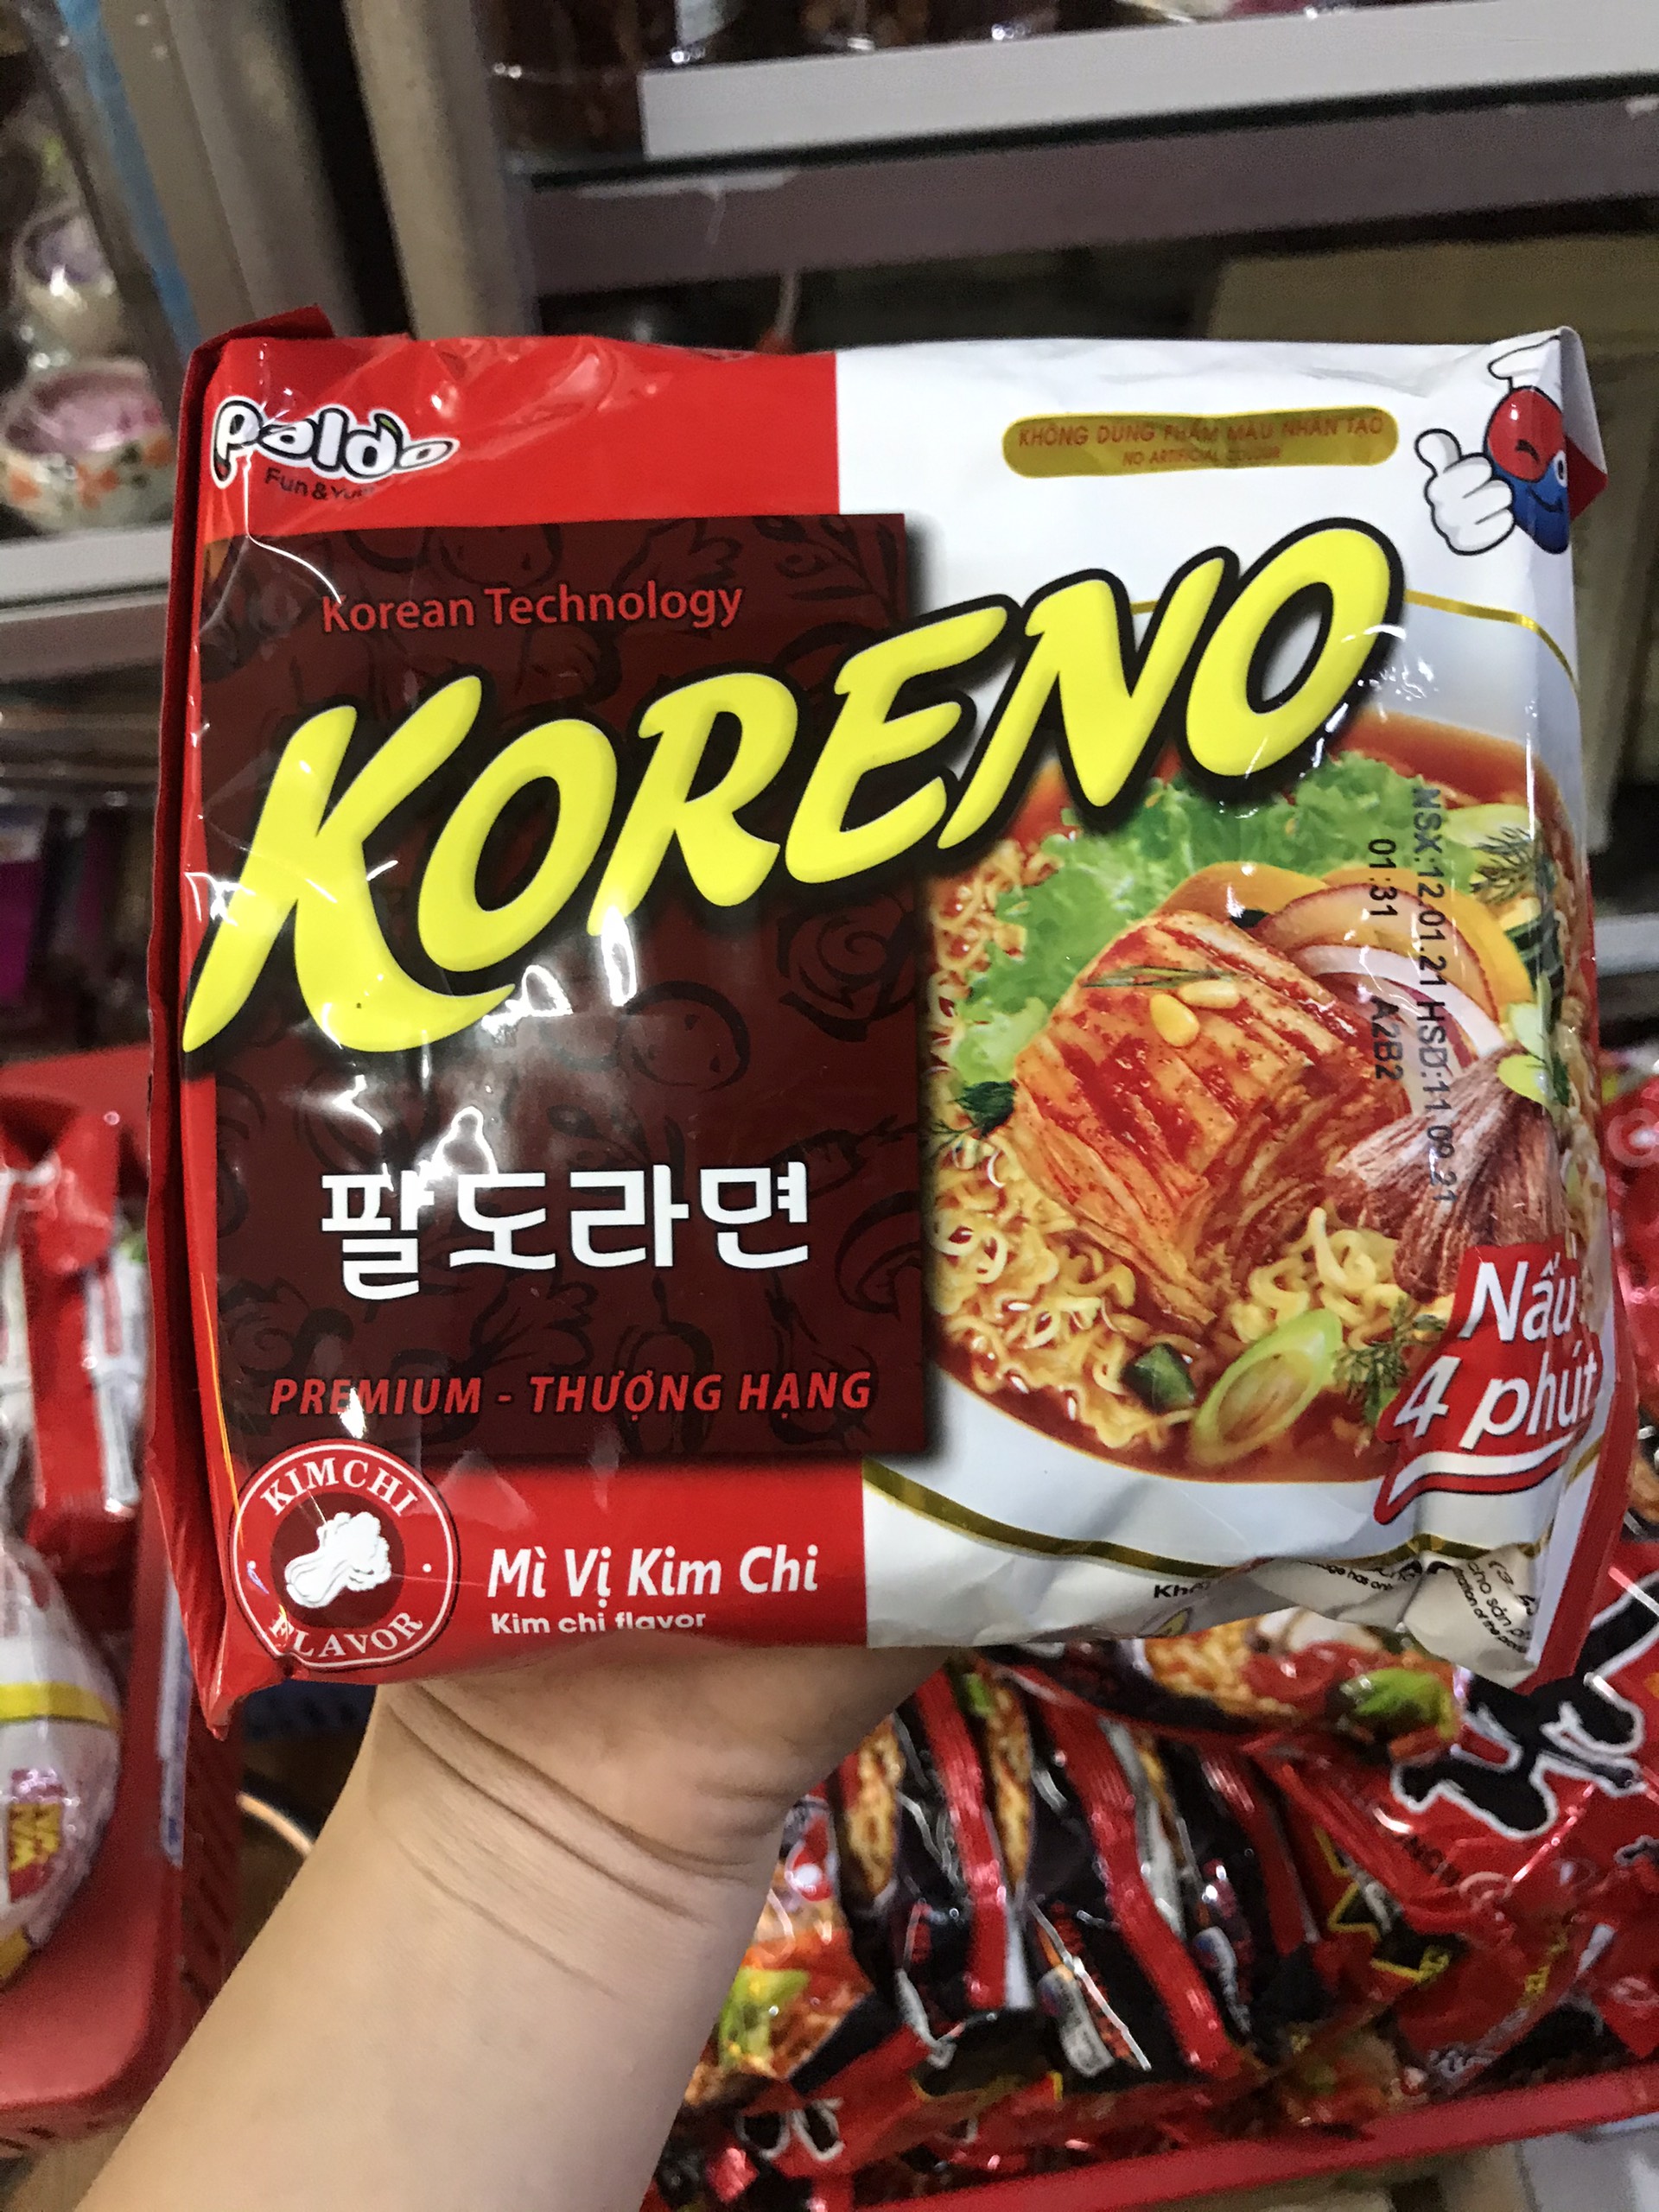 paldo
Fun & Yum
KHÔNG DÙNG PHẨM MÀU NHÂN TẠO
NO ARTIFICIAL COLOUR
Korean Technology
KORENO
NSX:12.01.21 HSD:11.09.21
01:31 A2B2
팔도라면
Nấu
4 phút
PREMIUM - THƯỢNG HẠNG
KIMCHI
FLAVOR
Mì Vị Kim Chi
Kim chi flavor